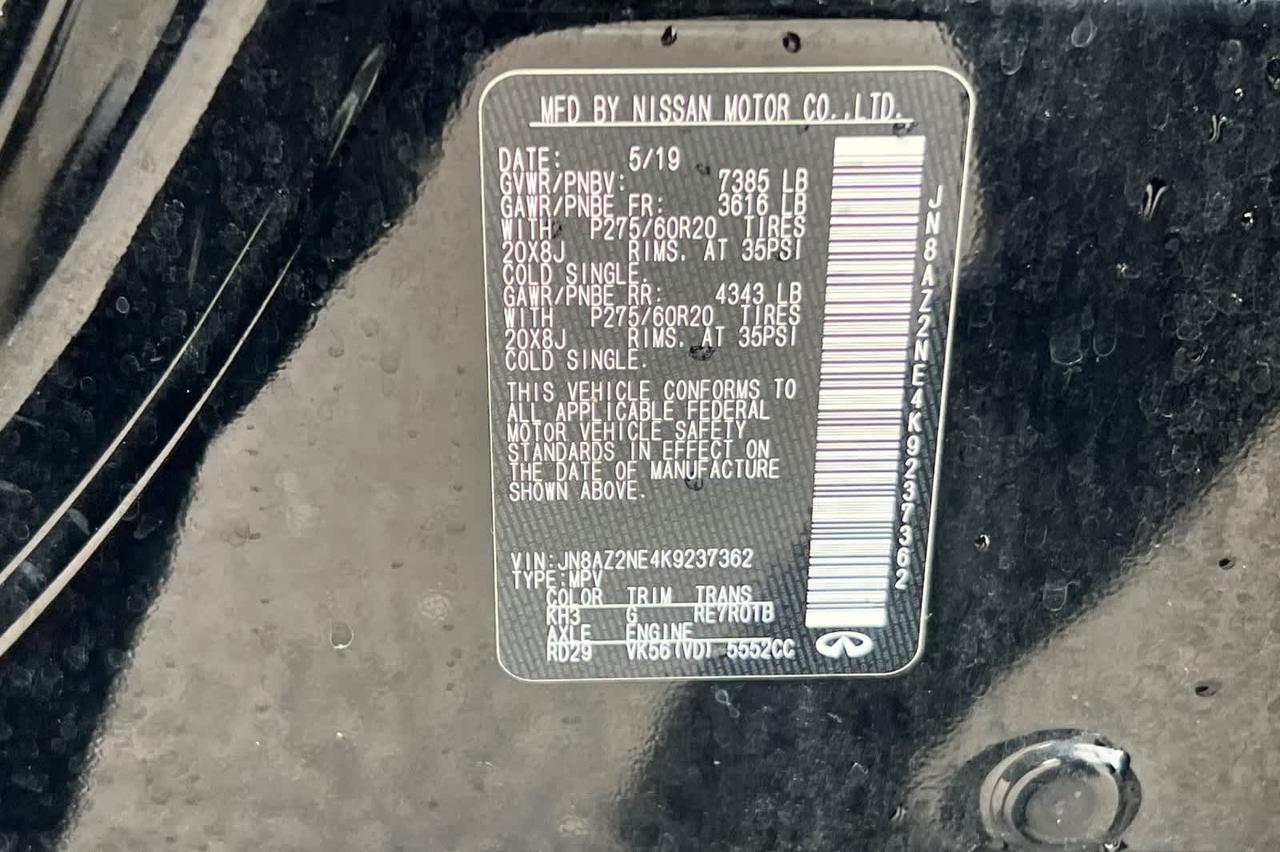 MFD BY NISSAN MOTOR CO.,LTD.
DATE: 5/19
GVWR/PNBV: 7385 LB
GAWR/PNBE FR: 3616 LB
WITH P275/60R20 TIRES
20X8J RIMS. AT 35PSI
COLD SINGLE.
GAWR/PNBE RR: 4343 LB
WITH P275/60R20 TIRES
20X8J RIMS. AT 35PSI
COLD SINGLE.
THIS VEHICLE CONFORMS TO
ALL APPLICABLE FEDERAL
MOTOR VEHICLE SAFETY
STANDARDS IN EFFECT ON
THE DATE OF MANUFACTURE
SHOWN ABOVE.
VIN:JN8AZ2NE4K9237362
TYPE:MPV
COLOR TRIM TRANS
KH3 G RE7R01B
AXLE ENGINE
RD29 VK56(VD) 5552CC
JN8AZ2NE4K9237362